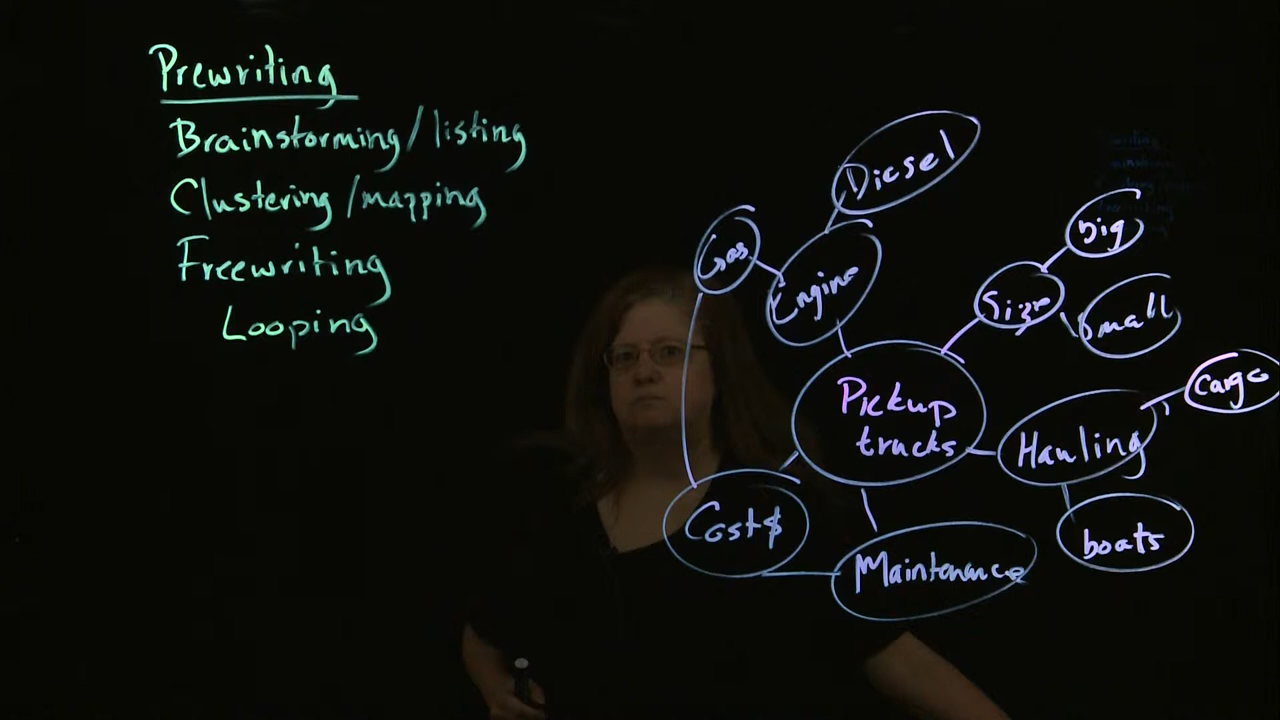 Prewriting
Brainstorming/listing
Clustering/mapping
Freewriting
Looping
Diesel
Gas
Engine
Big
Size
Small
Pickup
trucks
Cargo
Hauling
boats
Cost$
Maintenance